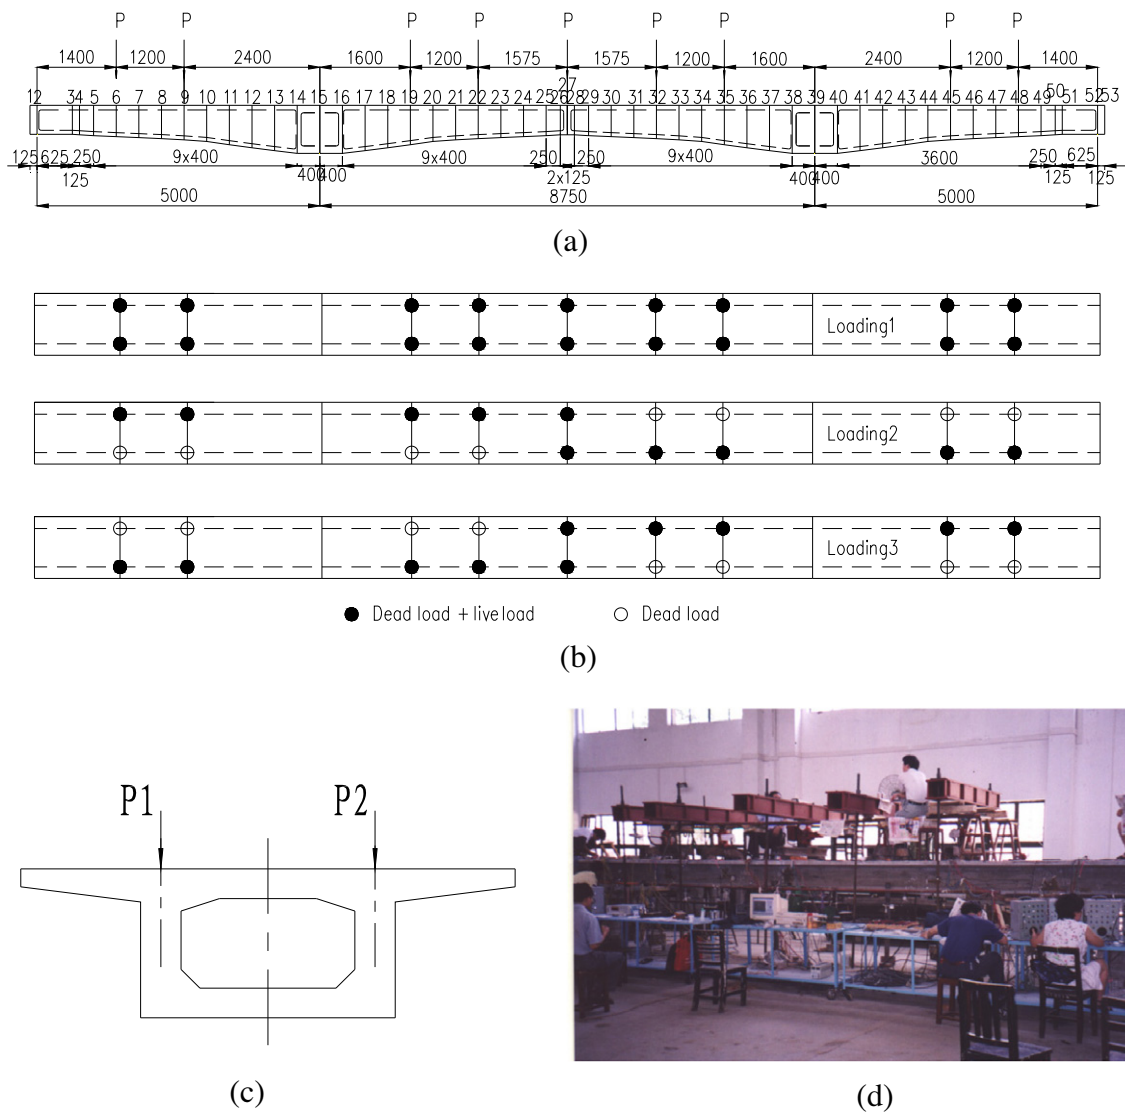 P P P P P P P P P
1400 1200 2400 1600 1200 1575 1575 1200 1600 2400 1200 1400
27 50
12 34 5 6 7 8 9 10 11 12 13 14 15 16 17 18 19 20 21 22 23 24 25 26 28 29 30 31 32 33 34 35 36 37 38 39 40 41 42 43 44 45 46 47 48 49 51 52 53
125 625 250 9x400 9x400 250 250 9x400 3600 250 625
125 400 400 2x125 400 400 125 125
5000 8750 5000
(a)
Loading1
Loading2
Loading3
Dead load + live load Dead load
(b)
P1 P2
(c)
(d)